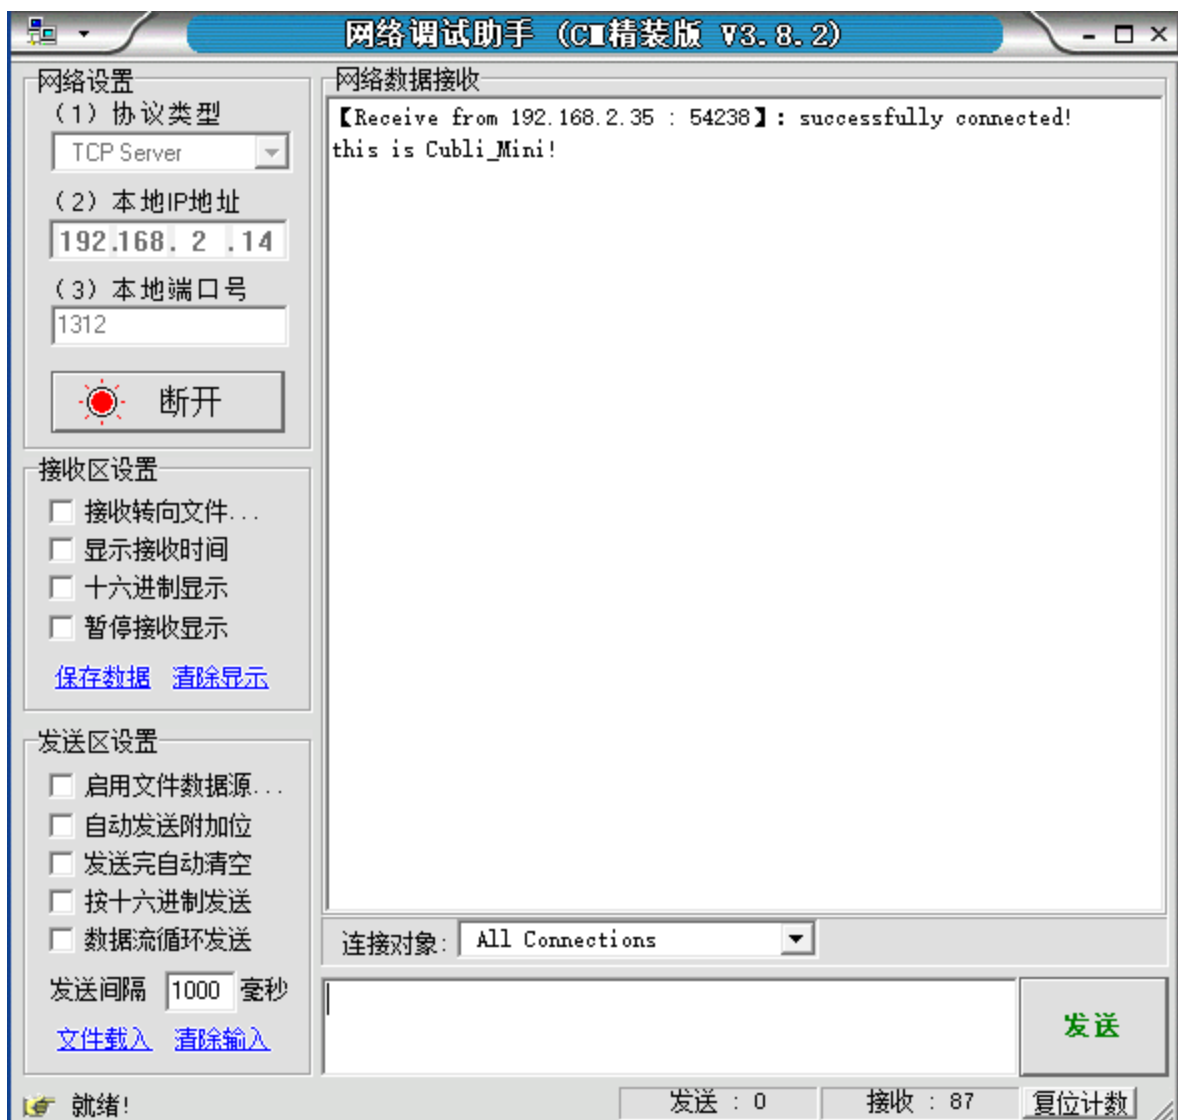 网络调试助手 (CM精装版 V3.8.2)
网络设置
(1) 协议类型
TCP Server
(2) 本地IP地址
192.168. 2 .14
(3) 本地端口号
1312
断开
接收区设置
接收转向文件...
显示接收时间
十六进制显示
暂停接收显示
保存数据 清除显示
发送区设置
启用文件数据源...
自动发送附加位
发送完自动清空
按十六进制发送
数据流循环发送
发送间隔 1000 毫秒
文件载入 清除输入
网络数据接收
【Receive from 192.168.2.35 : 54238】: successfully connected!
this is Cubli_Mini!
连接对象: All Connections
发送
就绪! 发送 : 0 接收 : 87 复位计数